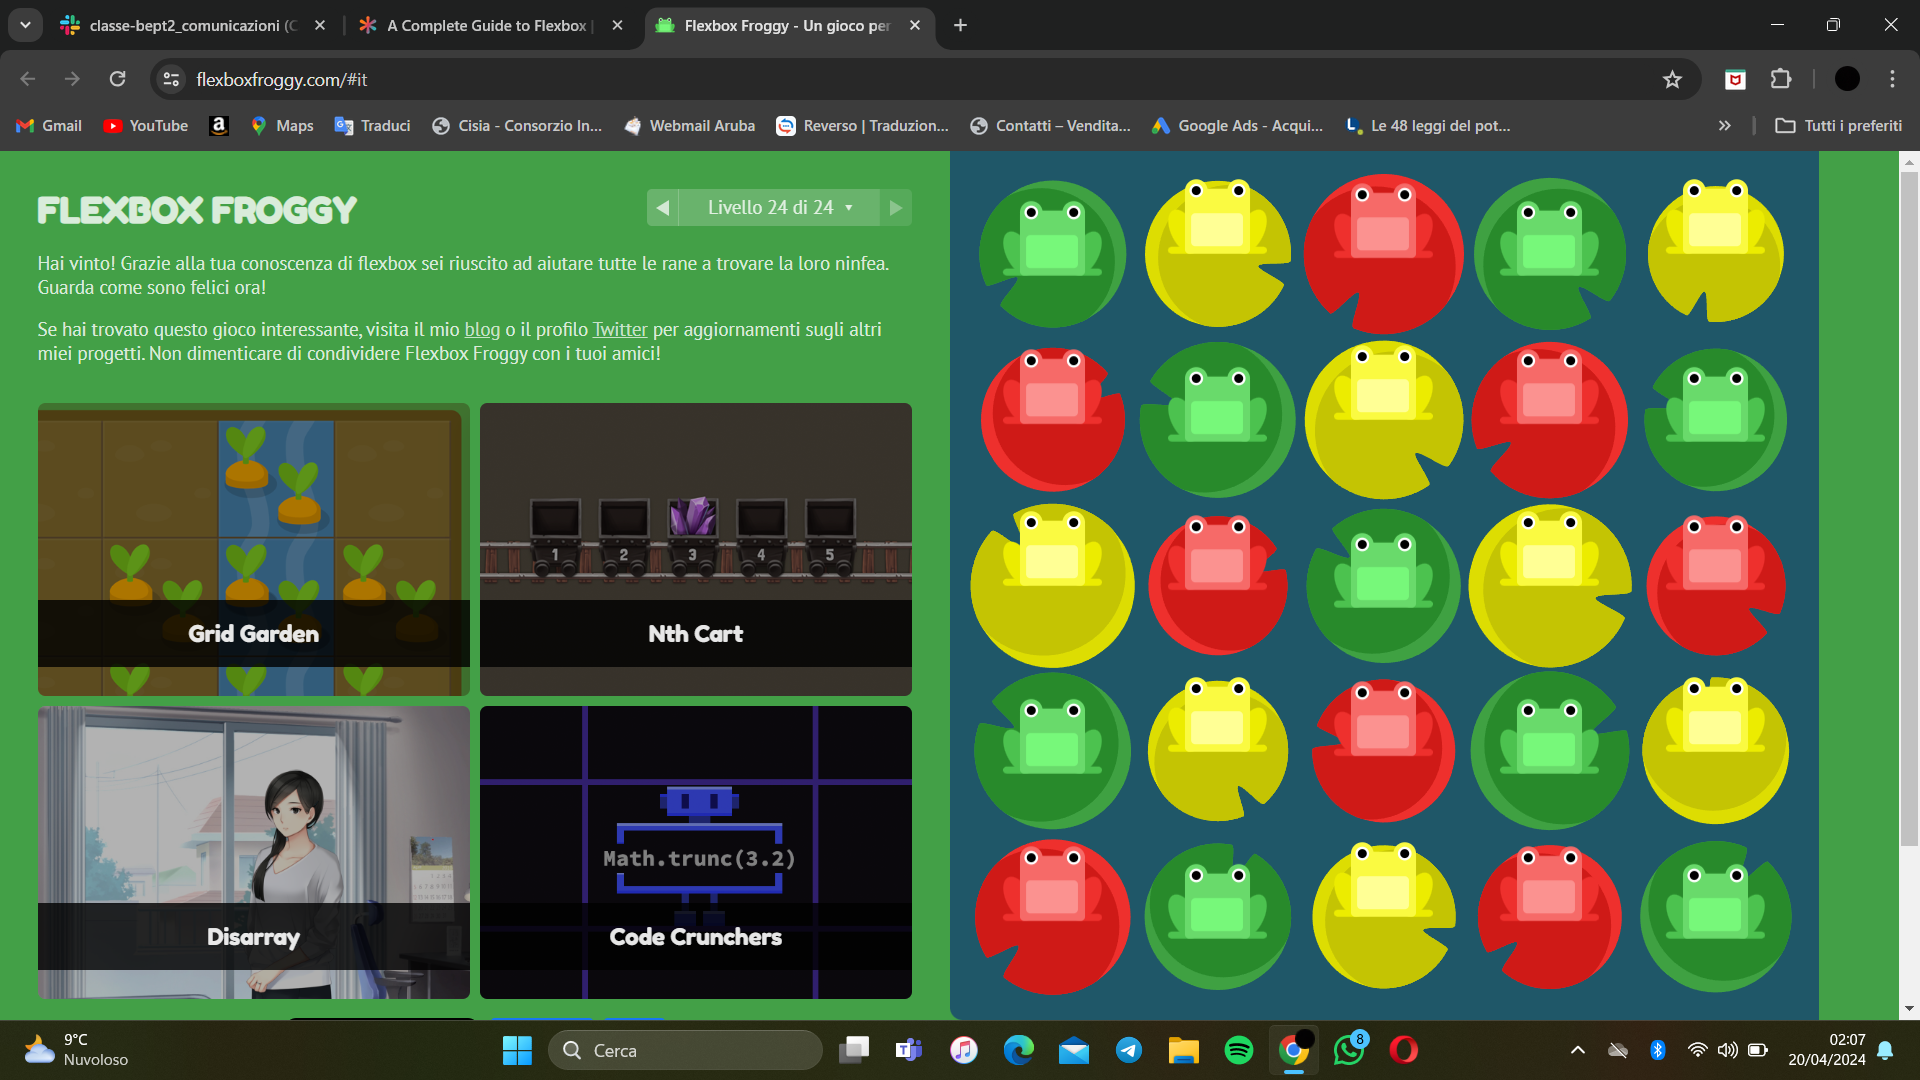 classe-bept2_comunicazioni (C
A Complete Guide to Flexbox |
Flexbox Froggy - Un gioco per
flexboxfroggy.com/#it
Gmail
YouTube
Maps
Traduci
Cisia - Consorzio In...
Webmail Aruba
Reverso | Traduzion...
Contatti – Vendita...
Google Ads - Acqui...
Le 48 leggi del pot...
Tutti i preferiti
FLEXBOX FROGGY
Livello 24 di 24
Hai vinto! Grazie alla tua conoscenza di flexbox sei riuscito ad aiutare tutte le rane a trovare la loro ninfea.
Guarda come sono felici ora!
Se hai trovato questo gioco interessante, visita il mio blog o il profilo Twitter per aggiornamenti sugli altri
miei progetti. Non dimenticare di condividere Flexbox Froggy con i tuoi amici!
1 2 3 4 5
Grid Garden
Nth Cart
Math.trunc(3.2)
Disarray
Code Crunchers
9°C
Nuvoloso
Cerca
8
02:07
20/04/2024